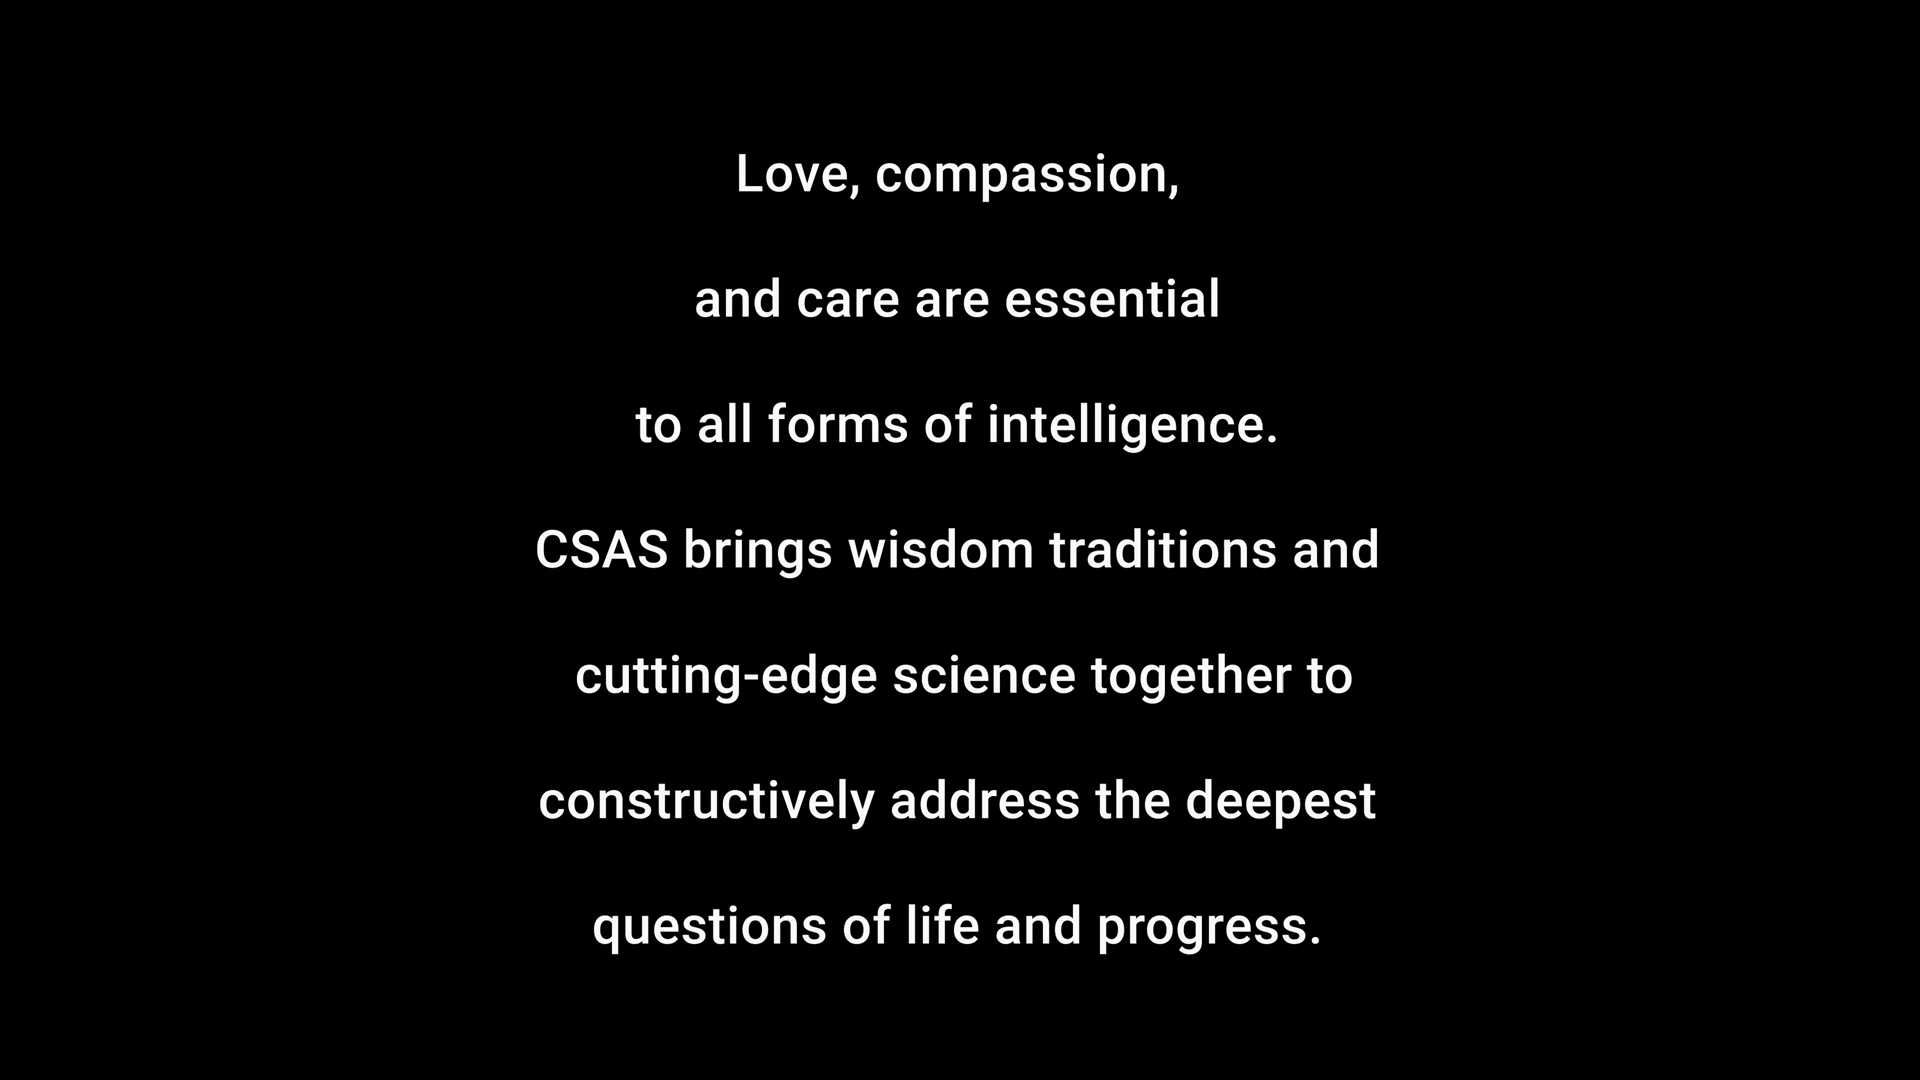 Love, compassion,
and care are essential
to all forms of intelligence.
CSAS brings wisdom traditions and
cutting-edge science together to
constructively address the deepest
questions of life and progress.